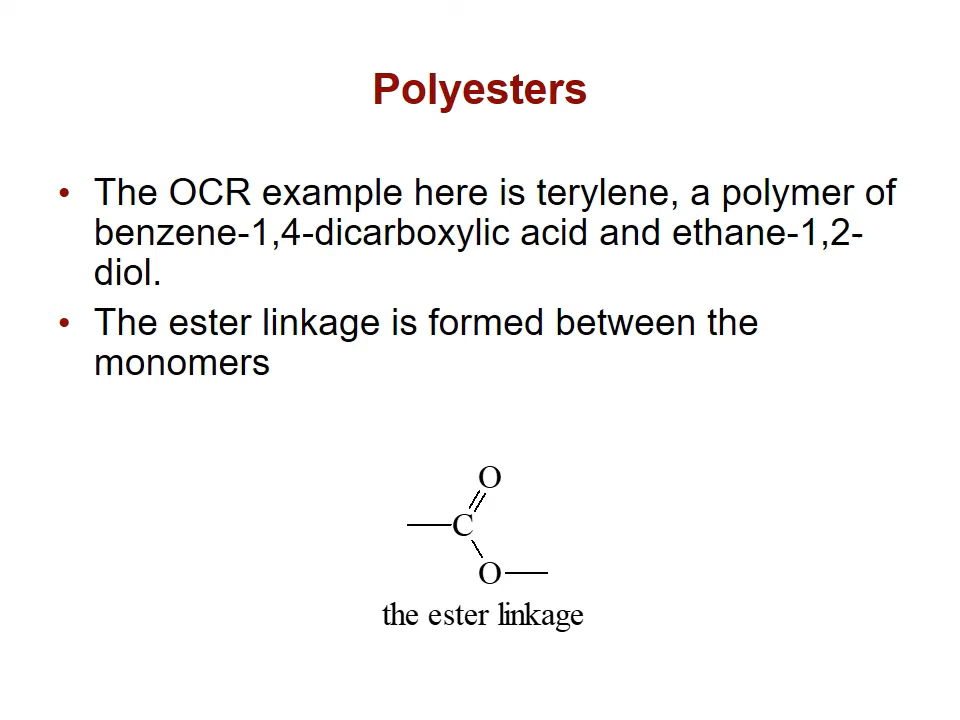 Polyesters
• The OCR example here is terylene, a polymer of
benzene-1,4-dicarboxylic acid and ethane-1,2-
diol.
• The ester linkage is formed between the
monomers
O
C
O
the ester linkage